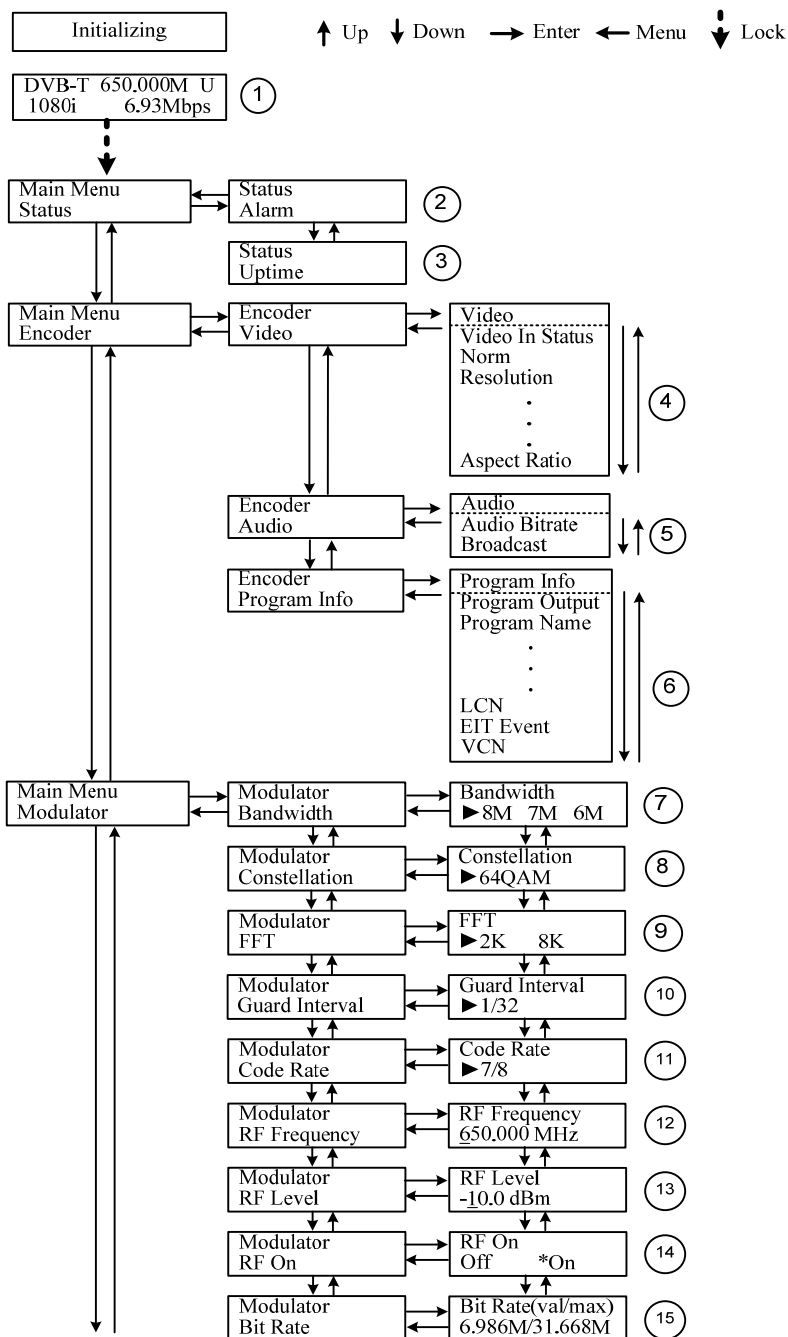 Initializing
Up Down Enter Menu Lock
DVB-T 650.000M U
1080i 6.93Mbps
1
Main Menu
Status
Status
Alarm
2
Status
Uptime
3
Main Menu
Encoder
Encoder
Video
Video
Video In Status
Norm
Resolution
.
.
.
Aspect Ratio
4
Encoder
Audio
Audio
Audio Bitrate
Broadcast
5
Encoder
Program Info
Program Info
Program Output
Program Name
.
.
.
LCN
EIT Event
VCN
6
Main Menu
Modulator
Modulator
Bandwidth
Bandwidth
►8M 7M 6M
7
Modulator
Constellation
Constellation
►64QAM
8
Modulator
FFT
FFT
►2K 8K
9
Modulator
Guard Interval
Guard Interval
►1/32
10
Modulator
Code Rate
Code Rate
►7/8
11
Modulator
RF Frequency
RF Frequency
650.000 MHz
12
Modulator
RF Level
RF Level
-10.0 dBm
13
Modulator
RF On
RF On
Off *On
14
Modulator
Bit Rate
Bit Rate(val/max)
6.986M/31.668M
15